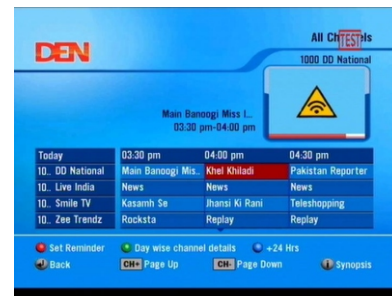 All Ch TEST ls
DEN
1000 DD National
Main Banoogi Miss I...
03:30 pm-04:00 pm
Today 03:30 pm 04:00 pm 04:30 pm
10.. DD National Main Banoogi Mis.. Khel Khiladi Pakistan Reporter
10.. Live India News News News
10.. Smile TV Kasamh Se Jhansi Ki Rani Teleshopping
10.. Zee Trendz Rocksta Replay Replay
Set Reminder Day wise channel details +24 Hrs
Back CH+ Page Up CH- Page Down i Synopsis